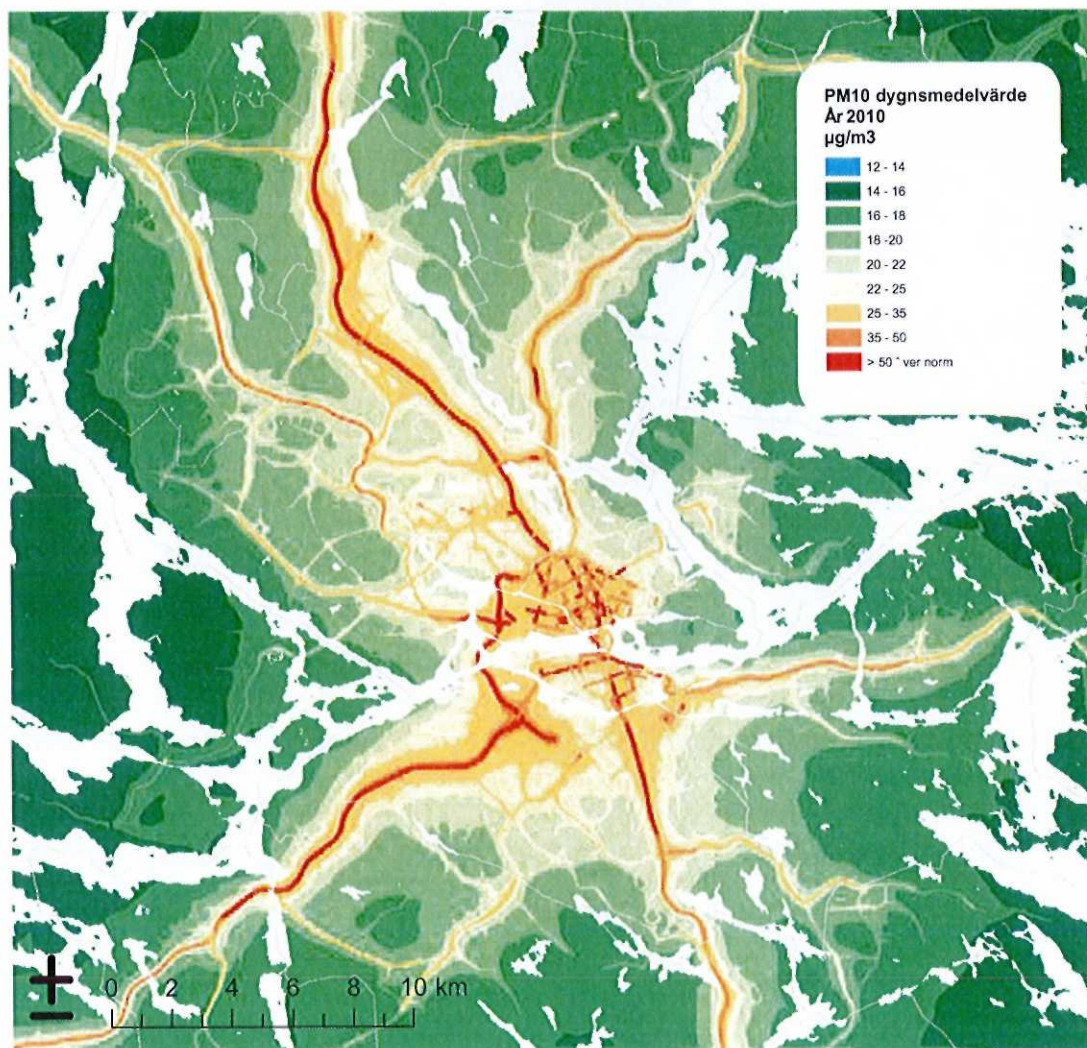 PM10 dygnsmedelvärde
År 2010
µg/m3
12 - 14
14 - 16
16 - 18
18 -20
20 - 22
22 - 25
25 - 35
35 - 50
> 50 ver norm
0 2 4 6 8 10 km